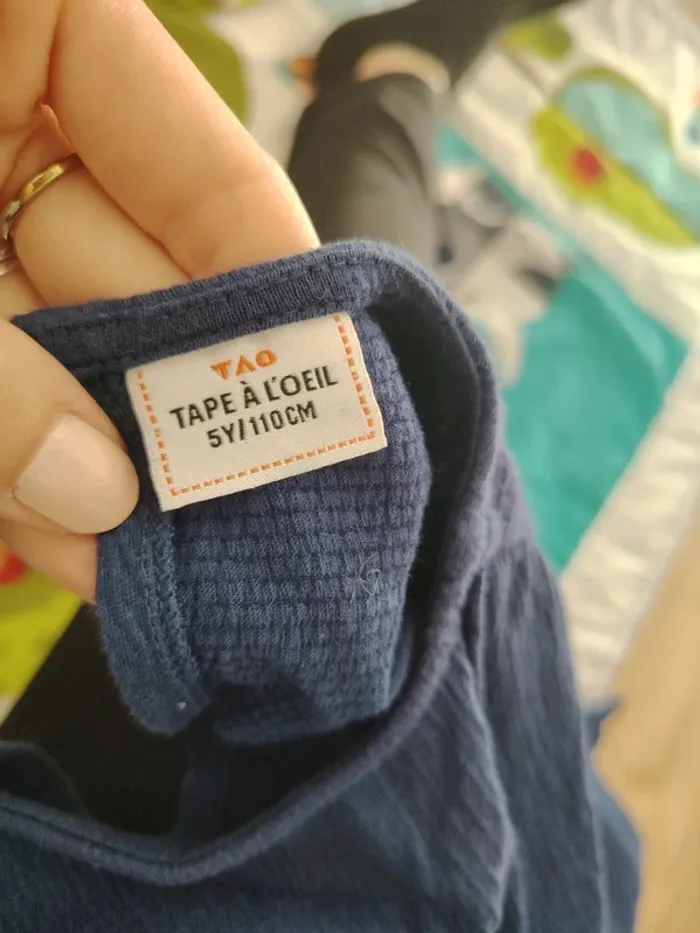 TAO
TAPE À L'OEIL
5Y/110CM